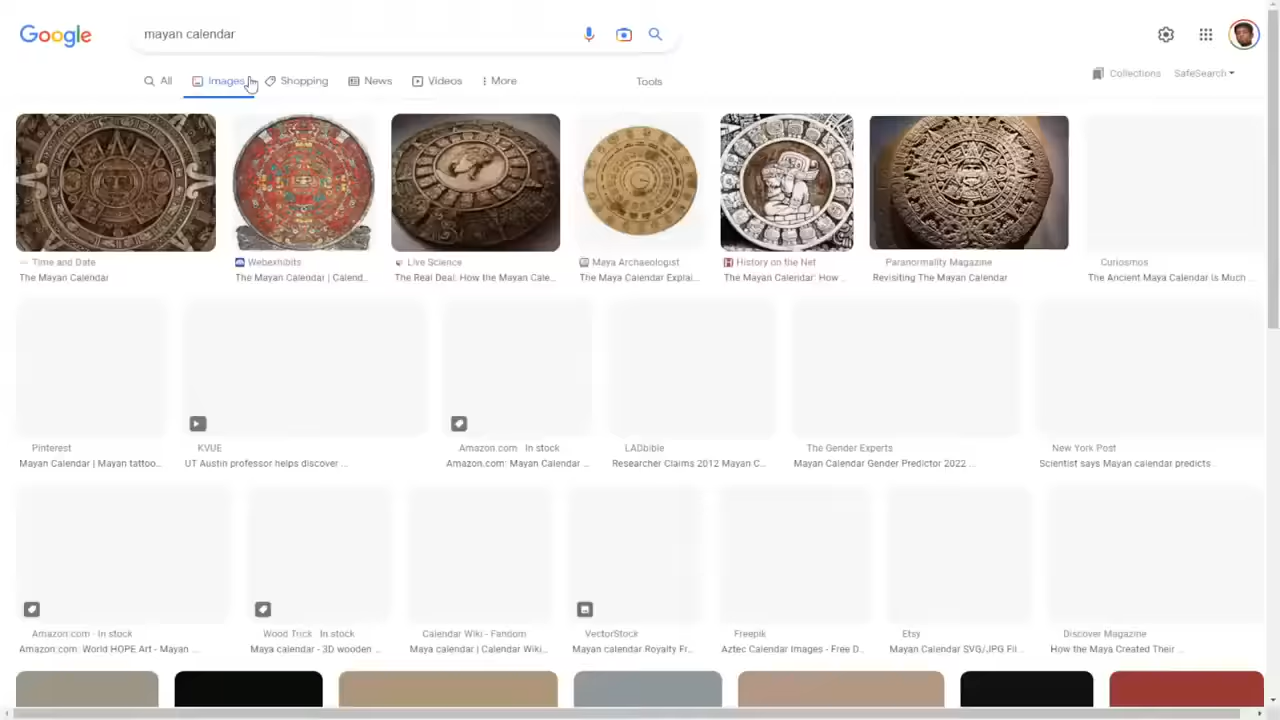 Google
mayan calendar
All
Images
Shopping
News
Videos
More
Tools
Collections
SafeSearch
Time and Date
The Mayan Calendar
Webexhibits
The Mayan Calendar | Calend...
Live Science
The Real Deal: How the Mayan Cale...
Maya Archaeologist
The Maya Calendar Explai...
History on the Net
The Mayan Calendar: How ...
Paranormality Magazine
Revisiting The Mayan Calendar
Curiosmos
The Ancient Maya Calendar Is Much ...
Pinterest
Mayan Calendar | Mayan tattoo...
KVUE
UT Austin professor helps discover ...
Amazon.com · In stock
Amazon.com: Mayan Calendar ...
LADbible
Researcher Claims 2012 Mayan C...
The Gender Experts
Mayan Calendar Gender Predictor 2022 ...
New York Post
Scientist says Mayan calendar predicts
Amazon.com · In stock
Amazon.com: World HOPE Art - Mayan ...
Wood Trick · In stock
Maya calendar - 3D wooden ...
Calendar Wiki - Fandom
Maya calendar | Calendar Wiki...
VectorStock
Mayan calendar Royalty Fr...
Freepik
Aztec Calendar Images - Free D...
Etsy
Mayan Calendar SVG/JPG Fil...
Discover Magazine
How the Maya Created Their ...